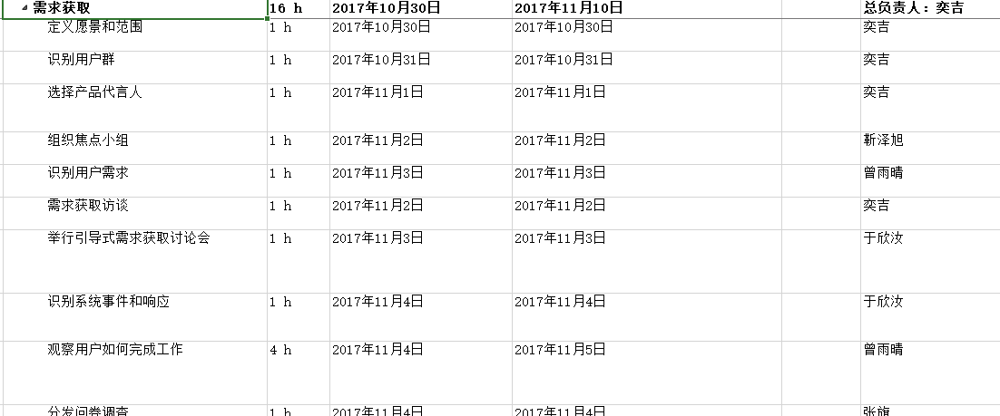 需求获取 16 h 2017年10月30日 2017年11月10日 总负责人：奕吉
定义愿景和范围 1 h 2017年10月30日 2017年10月30日 奕吉
识别用户群 1 h 2017年10月31日 2017年10月31日 奕吉
选择产品代言人 1 h 2017年11月1日 2017年11月1日 奕吉
组织焦点小组 1 h 2017年11月2日 2017年11月2日 靳泽旭
识别用户需求 1 h 2017年11月3日 2017年11月3日 曾雨晴
需求获取访谈 1 h 2017年11月2日 2017年11月2日 奕吉
举行引导式需求获取讨论会 1 h 2017年11月3日 2017年11月3日 于欣汝
识别系统事件和响应 1 h 2017年11月4日 2017年11月4日 于欣汝
观察用户如何完成工作 4 h 2017年11月4日 2017年11月5日 曾雨晴
分发问卷调查 1 h 2017年11月4日 2017年11月4日 张旗